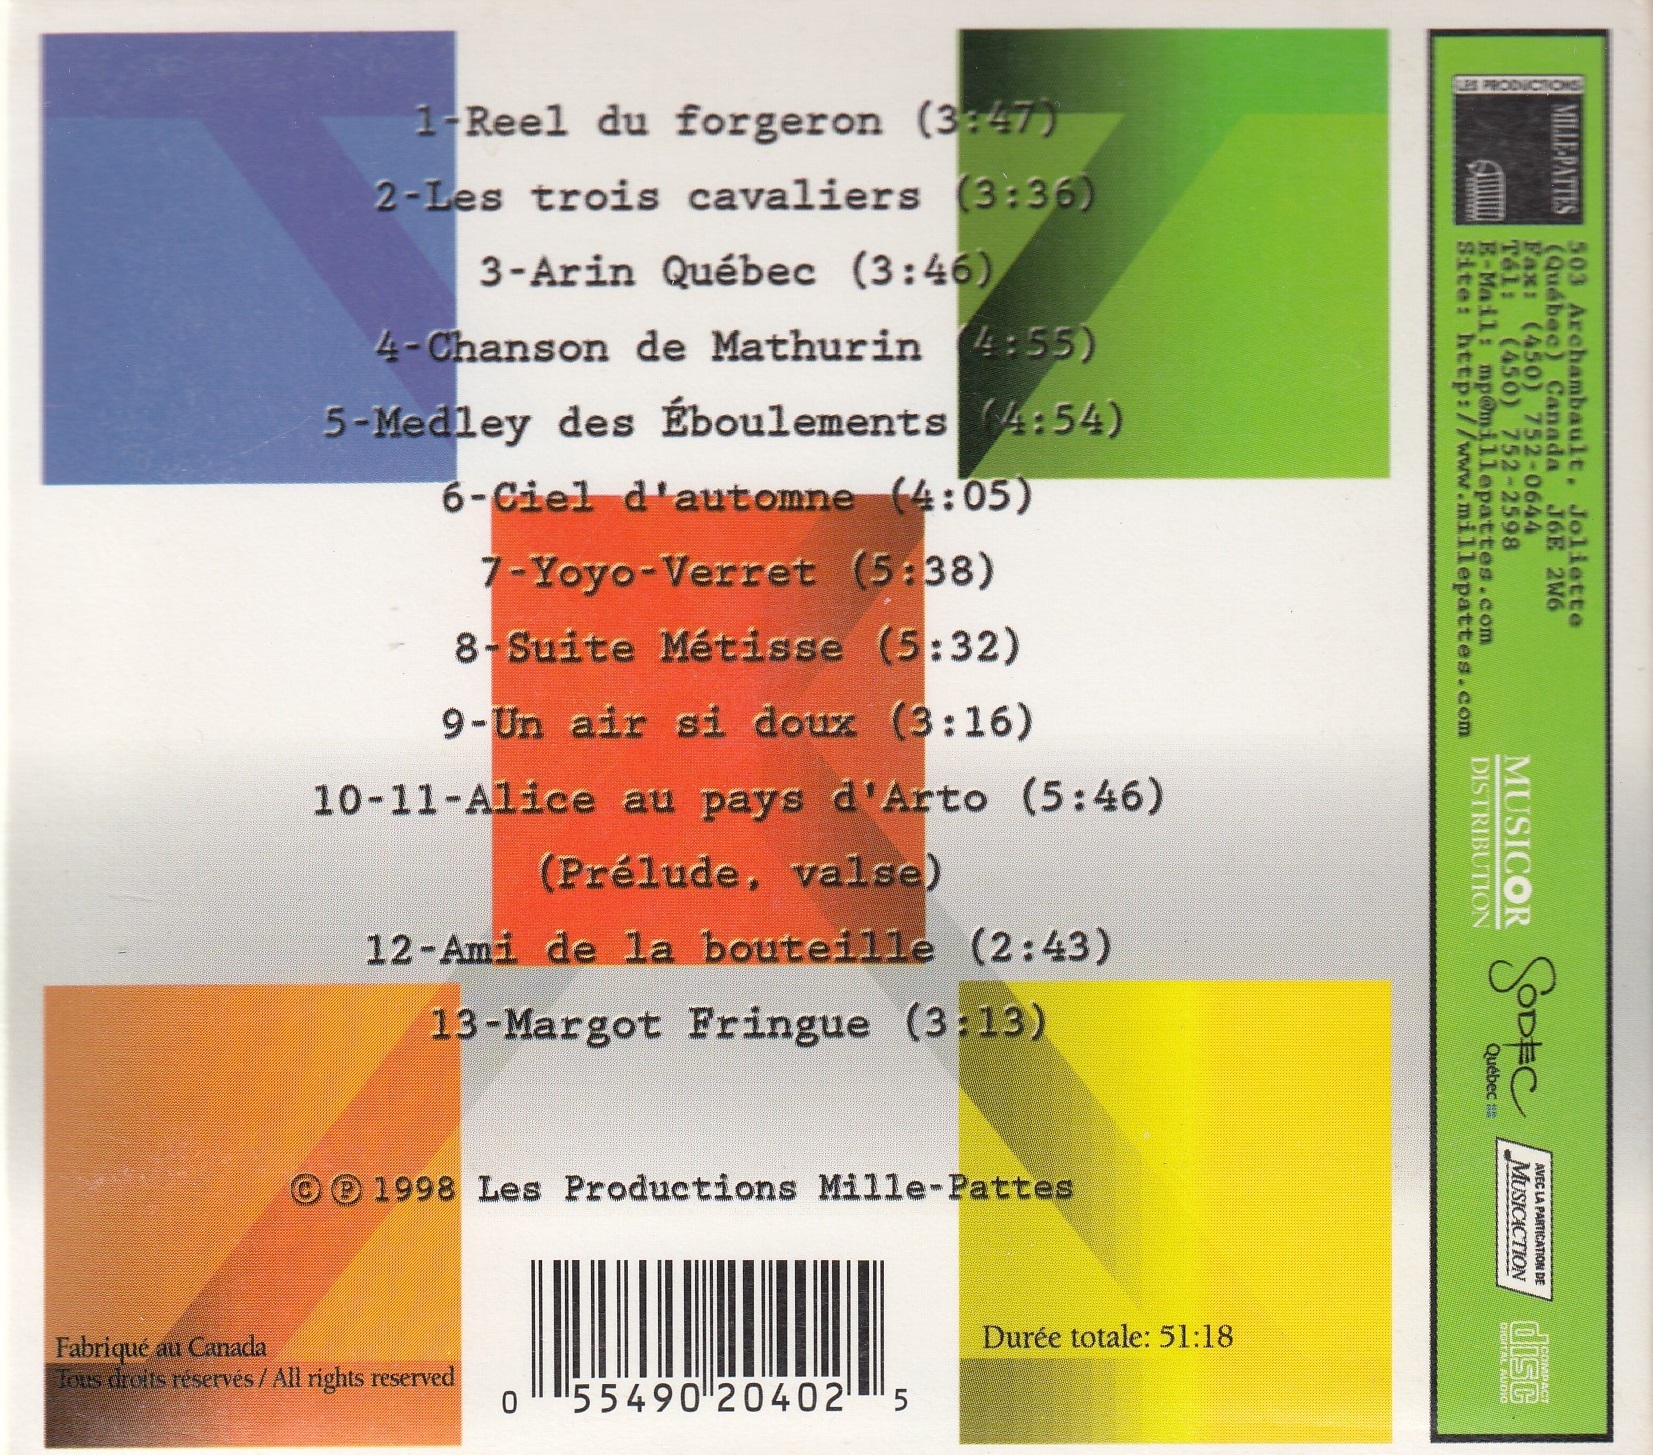 1-Reel du forgeron (3:47)
2-Les trois cavaliers (3:36)
3-Arin Québec (3:46)
4-Chanson de Mathurin (4:55)
5-Medley des Éboulements (4:54)
6-Ciel d'automne (4:05)
7-Yoyo-Verret (5:38)
8-Suite Métisse (5:32)
9-Un air si doux (3:16)
10-11-Alice au pays d'Arto (5:46)
(Prélude, valse)
12-Ami de la bouteille (2:43)
13-Margot Fringue (3:13)
©℗1998 Les Productions Mille-Pattes
Fabriqué au Canada
Tous droits réservés / All rights reserved
0 55490 20402 5
Durée totale: 51:18
LES PRODUCTIONS
MILLE-PATTES
503 Archambault, Joliette
(Québec) Canada J6E 2W6
Fax: (450) 752-0644
Tél: (450) 752-2598
E-Mail: mp@millepattes.com
Site: http://www.millepattes.com
MUSICOR
DISTRIBUTION
SODEC
Québec
AVEC LA PARTICATION DE
MUSICACTION
COMPACT
disc
DIGITAL AUDIO